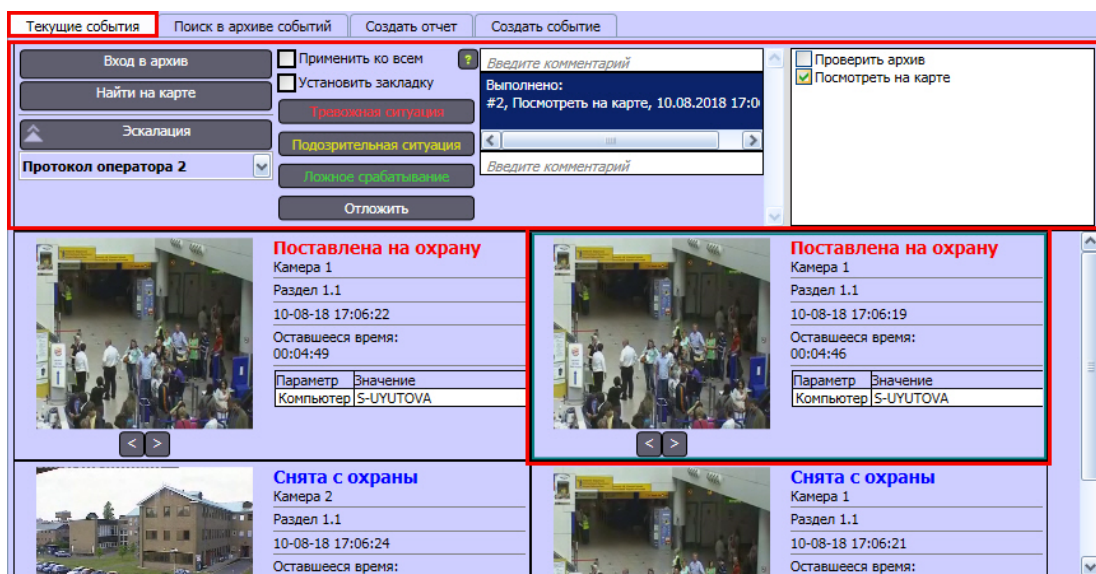 Текущие события
Поиск в архиве событий
Создать отчет
Создать событие
Вход в архив
Найти на карте
Эскалация
Протокол оператора 2
Применить ко всем
?
Установить закладку
Тревожная ситуация
Подозрительная ситуация
Ложное срабатывание
Отложить
Введите комментарий
Выполнено:
#2, Посмотреть на карте, 10.08.2018 17:0
Введите комментарий
Проверить архив
Посмотреть на карте
Поставлена на охрану
Камера 1
Раздел 1.1
10-08-18 17:06:22
Оставшееся время:
00:04:49
Параметр Значение
Компьютер S-UYUTOVA
< >
Поставлена на охрану
Камера 1
Раздел 1.1
10-08-18 17:06:19
Оставшееся время:
00:04:46
Параметр Значение
Компьютер S-UYUTOVA
< >
Снята с охраны
Камера 2
Раздел 1.1
10-08-18 17:06:24
Оставшееся время:
Снята с охраны
Камера 1
Раздел 1.1
10-08-18 17:06:21
Оставшееся время: